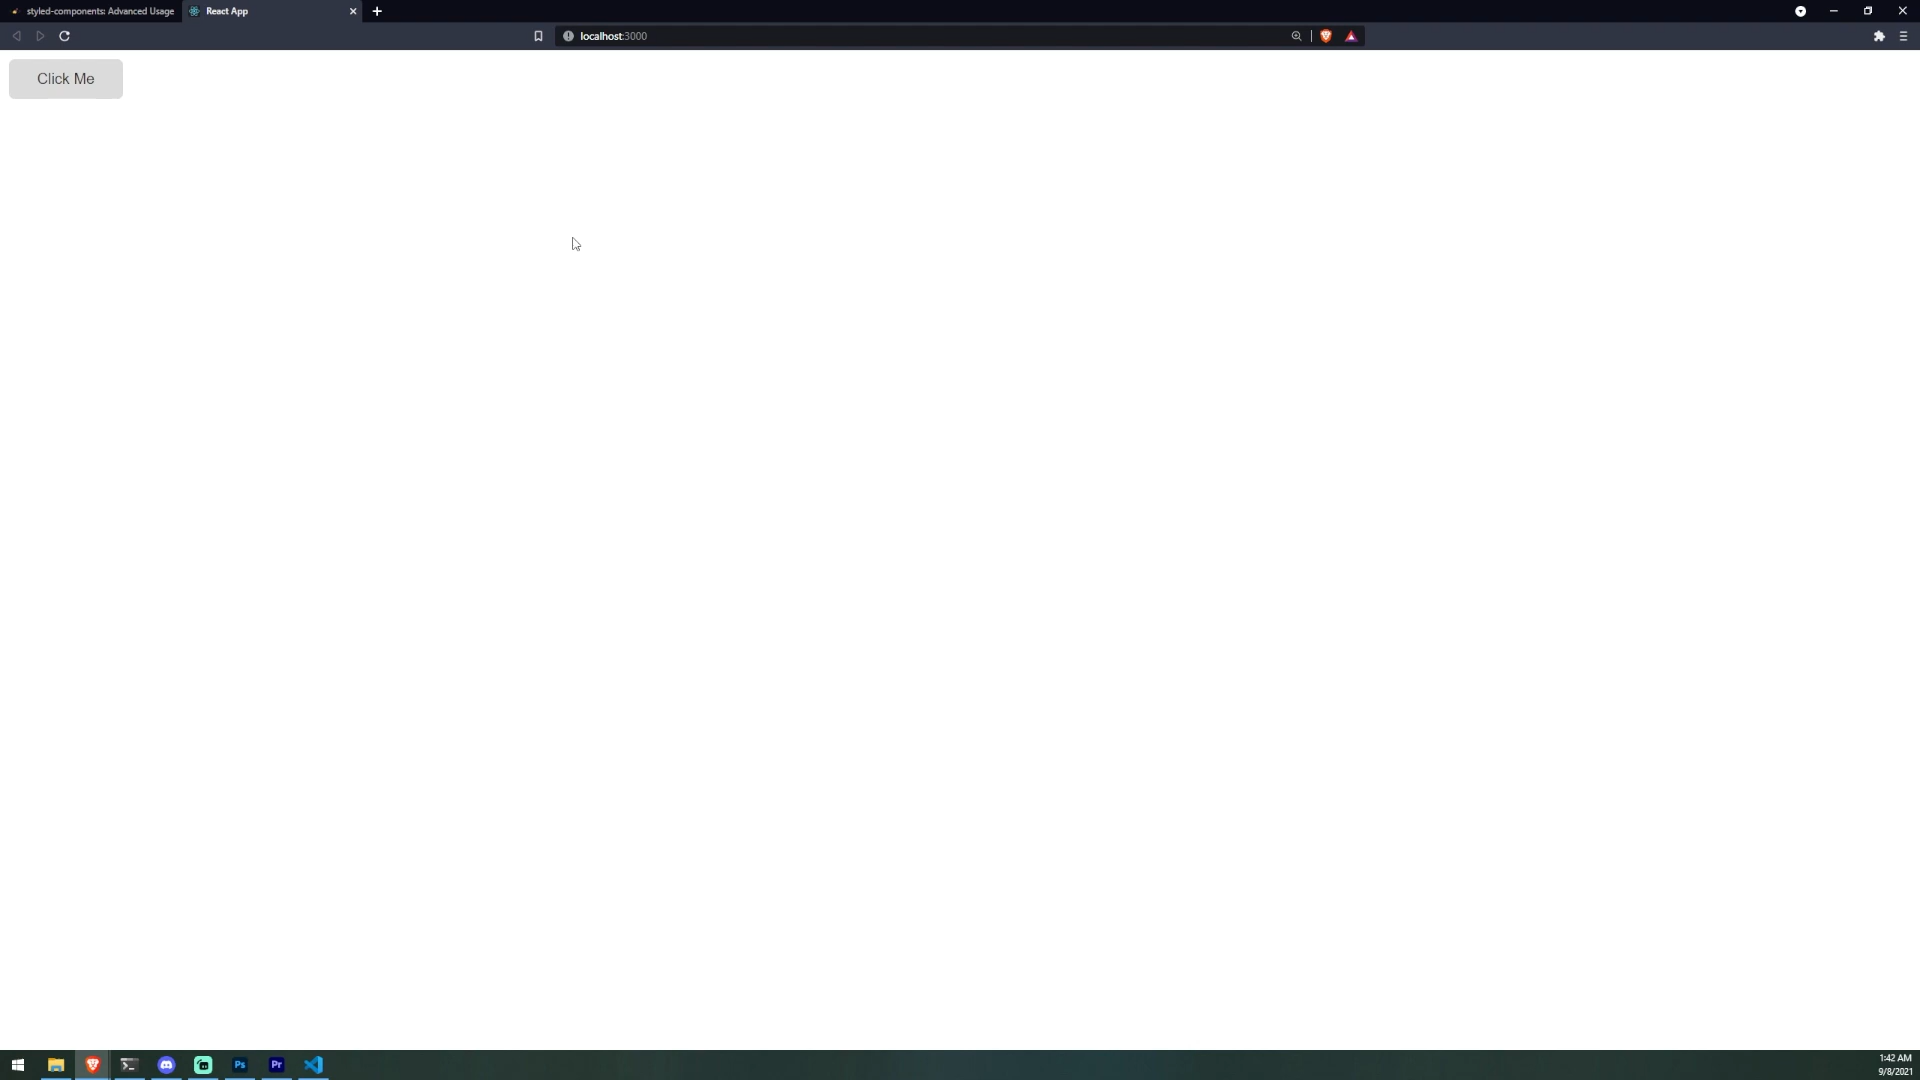 styled-components: Advanced Usage
React App
localhost:3000
Click Me
Ps
Pr
1:42 AM
9/8/2021